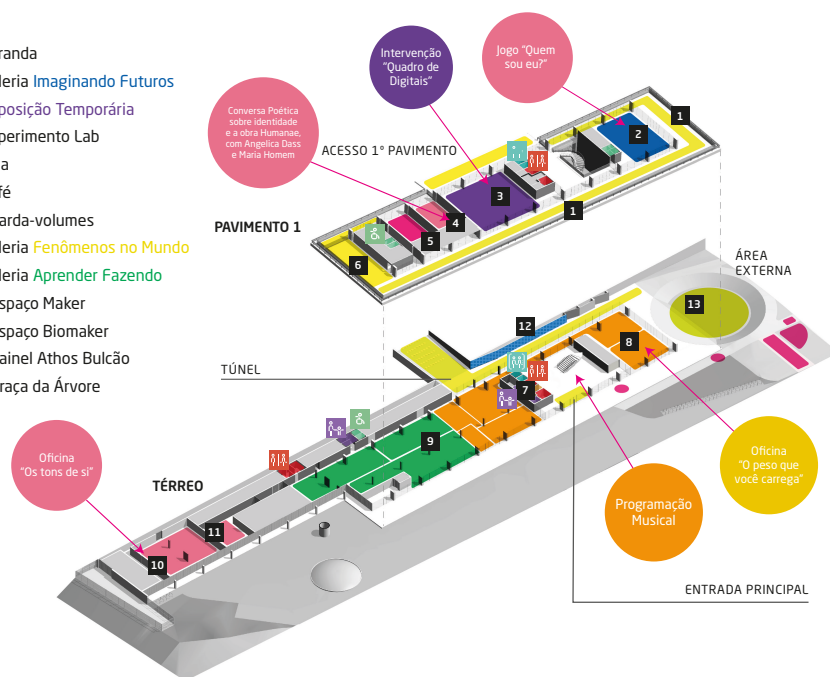 randa
leria Imaginando Futuros
posição Temporária
perimento Lab
a
fé
arda-volumes
leria Fenômenos no Mundo
leria Aprender Fazendo
spaço Maker
spaço Biomaker
ainel Athos Bulcão
raça da Árvore
Intervenção
"Quadro de
Digitais"
Jogo "Quem
sou eu?"
Conversa Poética
sobre identidade
e a obra Humanae,
com Angelica Dass
e Maria Homem
ACESSO 1º PAVIMENTO
PAVIMENTO 1
1
2
3
4
1
5
6
ÁREA
EXTERNA
13
12
8
TÚNEL
7
9
Oficina
"Os tons de si"
TÉRREO
11
10
Programação
Musical
Oficina
"O peso que
você carrega"
ENTRADA PRINCIPAL